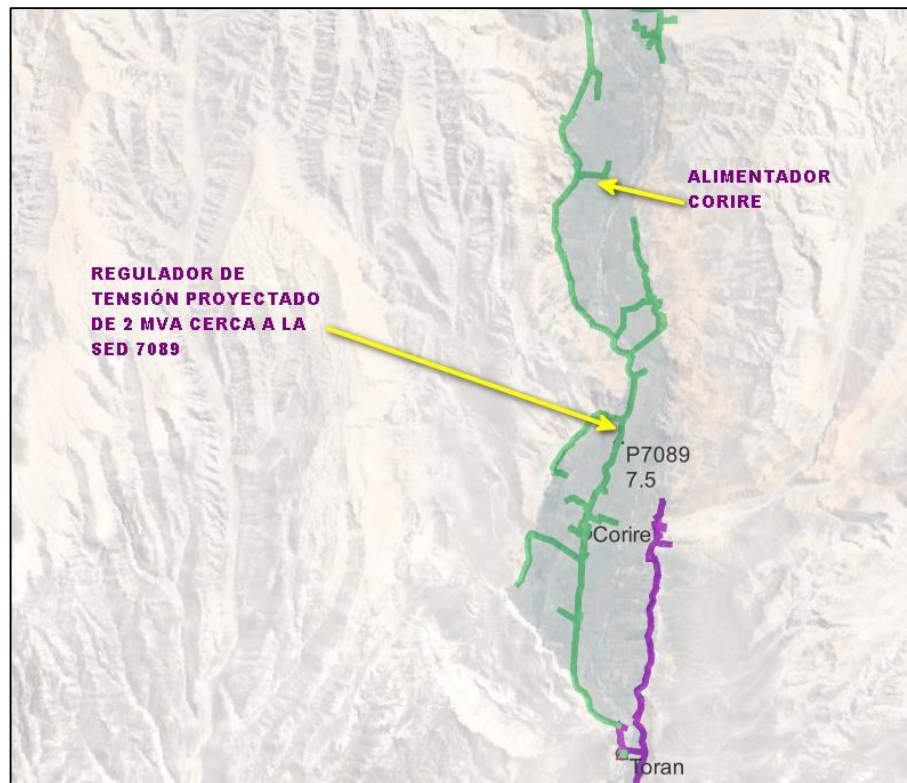 ALIMENTADOR
CORIRE
REGULADOR DE
TENSIÓN PROYECTADO
DE 2 MVA CERCA A LA
SED 7089
P7089
7.5
Corire
Toran